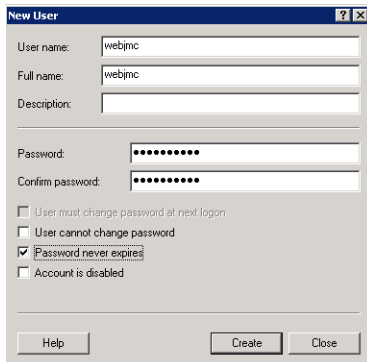 New User
User name: webjmc
Full name: webjmc
Description:
Password: ●●●●●●●●●●
Confirm password: ●●●●●●●●●●
User must change password at next logon
User cannot change password
Password never expires
Account is disabled
Help Create Close